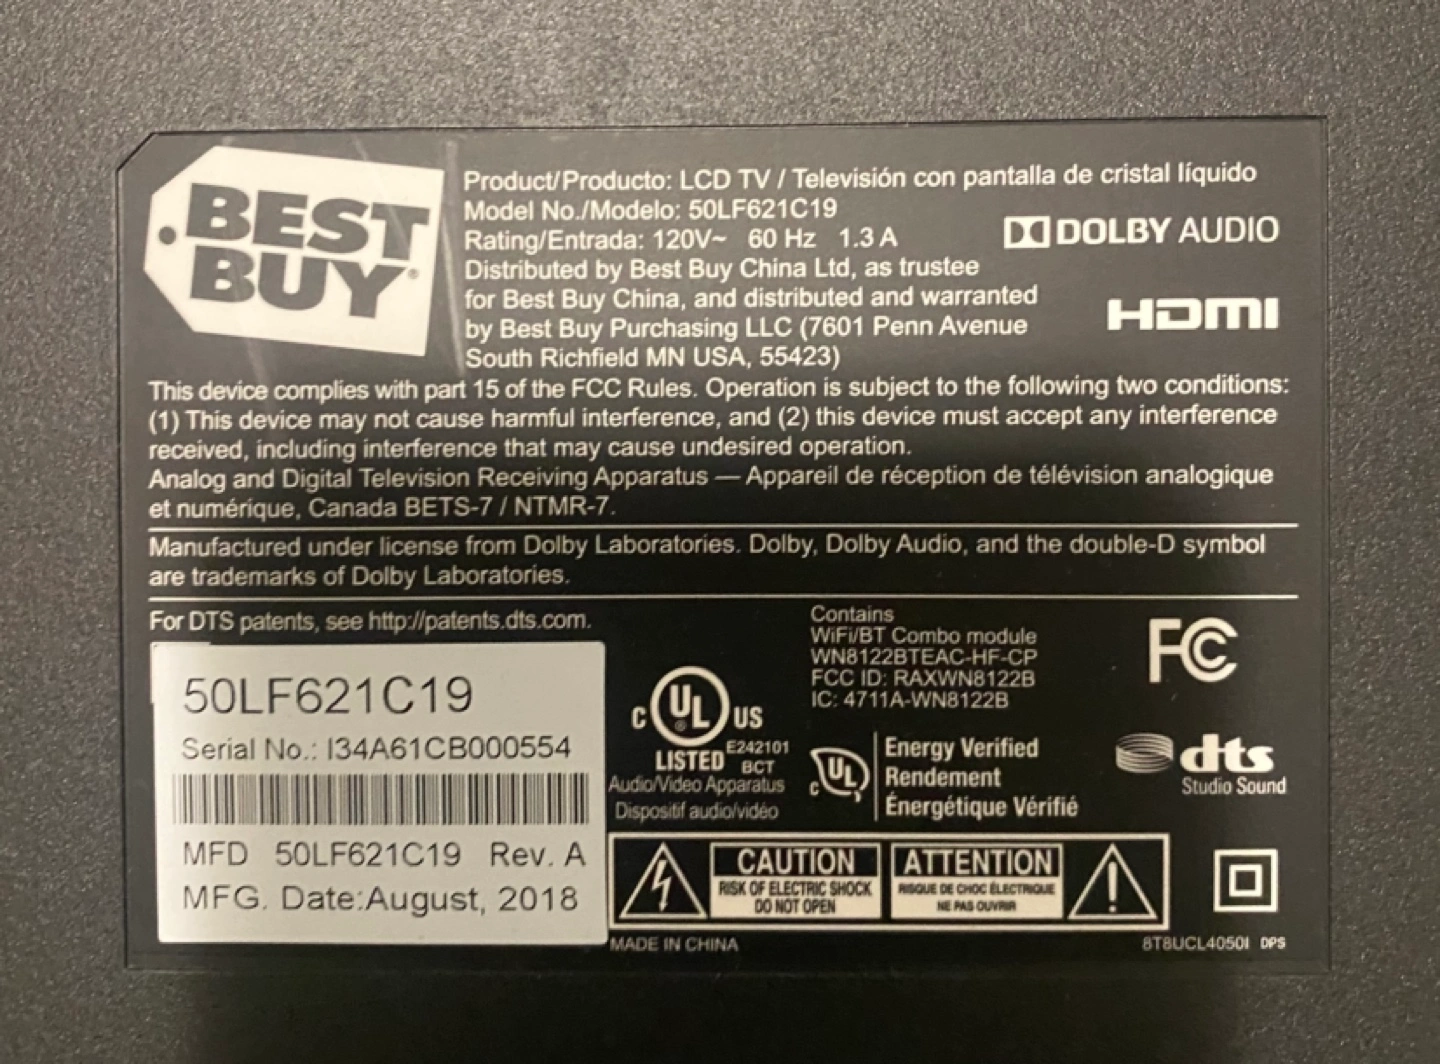 BEST
BUY
Product/Producto: LCD TV / Televisión con pantalla de cristal líquido
Model No./Modelo: 50LF621C19
Rating/Entrada: 120V~ 60 Hz 1.3 A
DOLBY AUDIO
Distributed by Best Buy China Ltd, as trustee
for Best Buy China, and distributed and warranted
HDMI
by Best Buy Purchasing LLC (7601 Penn Avenue
South Richfield MN USA, 55423)
This device complies with part 15 of the FCC Rules. Operation is subject to the following two conditions:
(1) This device may not cause harmful interference, and (2) this device must accept any interference
received, including interference that may cause undesired operation.
Analog and Digital Television Receiving Apparatus — Appareil de réception de télévision analogique
et numérique, Canada BETS-7 / NTMR-7.
Manufactured under license from Dolby Laboratories. Dolby, Dolby Audio, and the double-D symbol
are trademarks of Dolby Laboratories.
For DTS patents, see http://patents.dts.com.
50LF621C19
Serial No.: I34A61CB000554
MFD 50LF621C19 Rev. A
MFG. Date:August, 2018
C UL US
LISTED E242101
BCT
Audio/Video Apparatus
Dispositif audio/vidéo
Contains
WiFi/BT Combo module
WN8122BTEAC-HF-CP
FCC ID: RAXWN8122B
IC: 4711A-WN8122B
FC
C UL
Energy Verified
Rendement
Énergétique Vérifié
dts
Studio Sound
CAUTION
RISK OF ELECTRIC SHOCK
DO NOT OPEN
ATTENTION
RISQUE DE CHOC ÉLECTRIQUE
NE PAS OUVRIR
MADE IN CHINA
8T8UCL4050I DPS